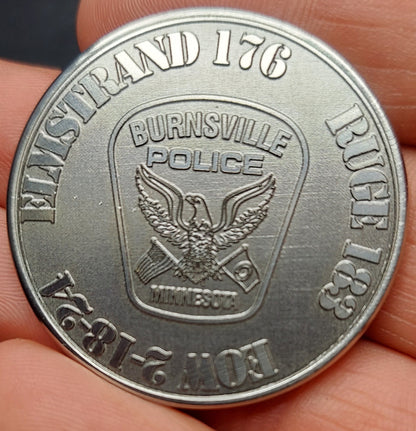 ELMSTRAND 176
RUGE 183
EOW 2-18-24
BURNSVILLE
POLICE
MINNESOTA